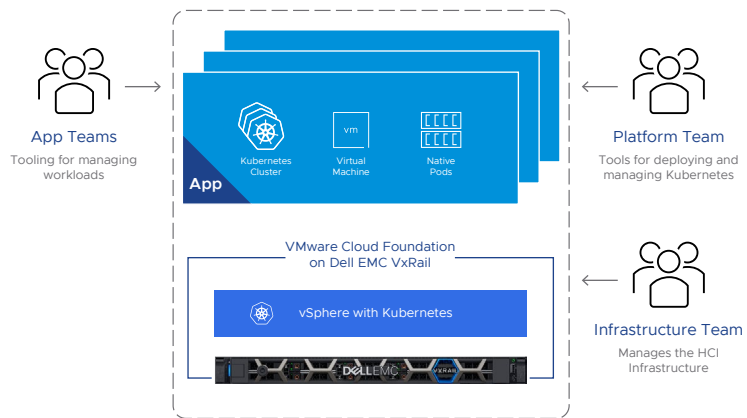 App Teams
Tooling for managing
workloads
Kubernetes
Cluster
vm
Virtual
Machine
Native
Pods
App
Platform Team
Tools for deploying and
managing Kubernetes
VMware Cloud Foundation
on Dell EMC VxRail
vSphere with Kubernetes
DELLEMC
VXRAIL
Infrastructure Team
Manages the HCI
Infrastructure